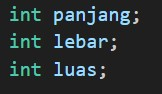 int panjang;
int lebar;
int luas;